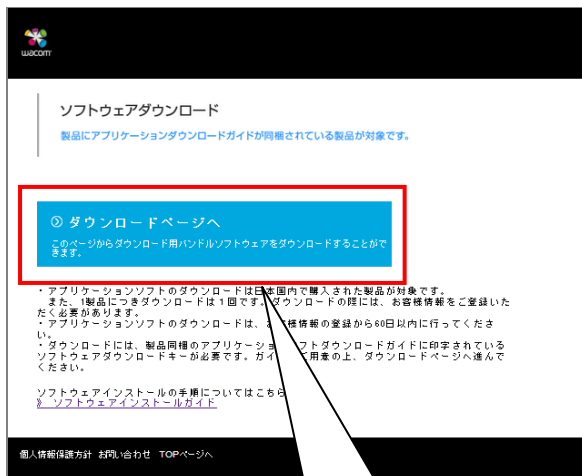 wacom
ソフトウェアダウンロード
製品にアプリケーションダウンロードガイドが同梱されている製品が対象です。
ダウンロードページへ
このページからダウンロード用バンドルソフトウェアをダウンロードすることがで
きます。
・アプリケーションソフトのダウンロードは日本国内で購入された製品が対象です。
また、1製品につきダウンロードは1回です。ダウンロードの際には、お客様情報をご登録いた
だく必要があります。
・アプリケーションソフトのダウンロードは、お客様情報の登録から60日以内に行ってくださ
い。
・ダウンロードには、製品同梱のアプリケーショ フトダウンロードガイドに印字されている
ソフトウェアダウンロードキーが必要です。ガイ ご用意の上、ダウンロードページへ進んで
ください。
ソフトウェアインストールの手順についてはこちら
》 ソフトウェアインストールガイド
個人情報保護方針 お問い合わせ TOPページへ